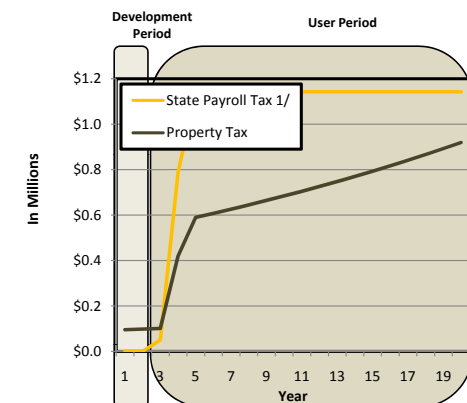 Development
Period
User Period
$1.2
$1.0
$0.8
$0.6
$0.4
$0.2
$0.0
In Millions
State Payroll Tax 1/
Property Tax
1 3 5 7 9 11 13 15 17 19
Year